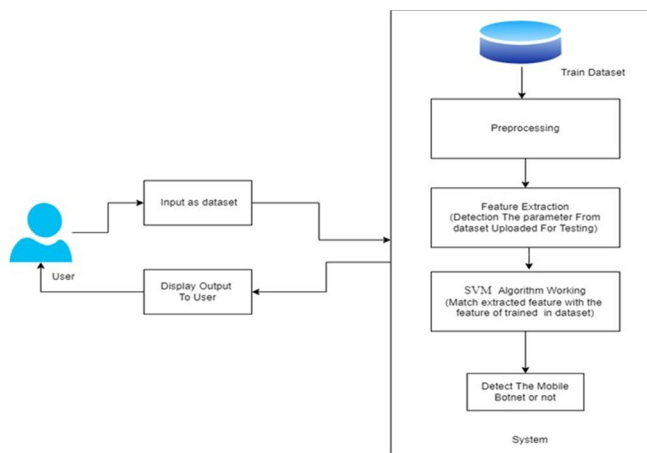 Train Dataset
Preprocessing
Input as dataset
Feature Extraction
(Detection The parameter From
dataset Uploaded For Testing)
User
Display Output
To User
SVM Algorithm Working
(Match extracted feature with the
feature of trained in dataset)
Detect The Mobile
Botnet or not
System